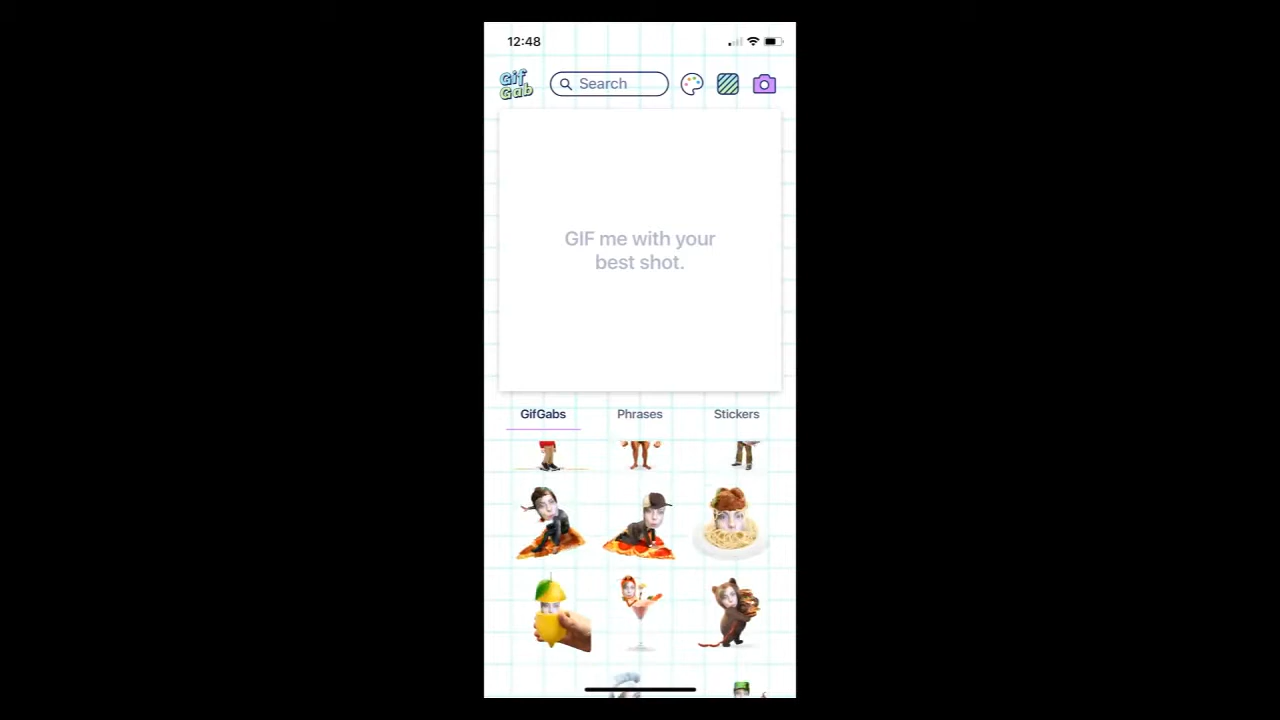 12:48
Gif
Gab
Search
GIF me with your
best shot.
GifGabs
Phrases
Stickers